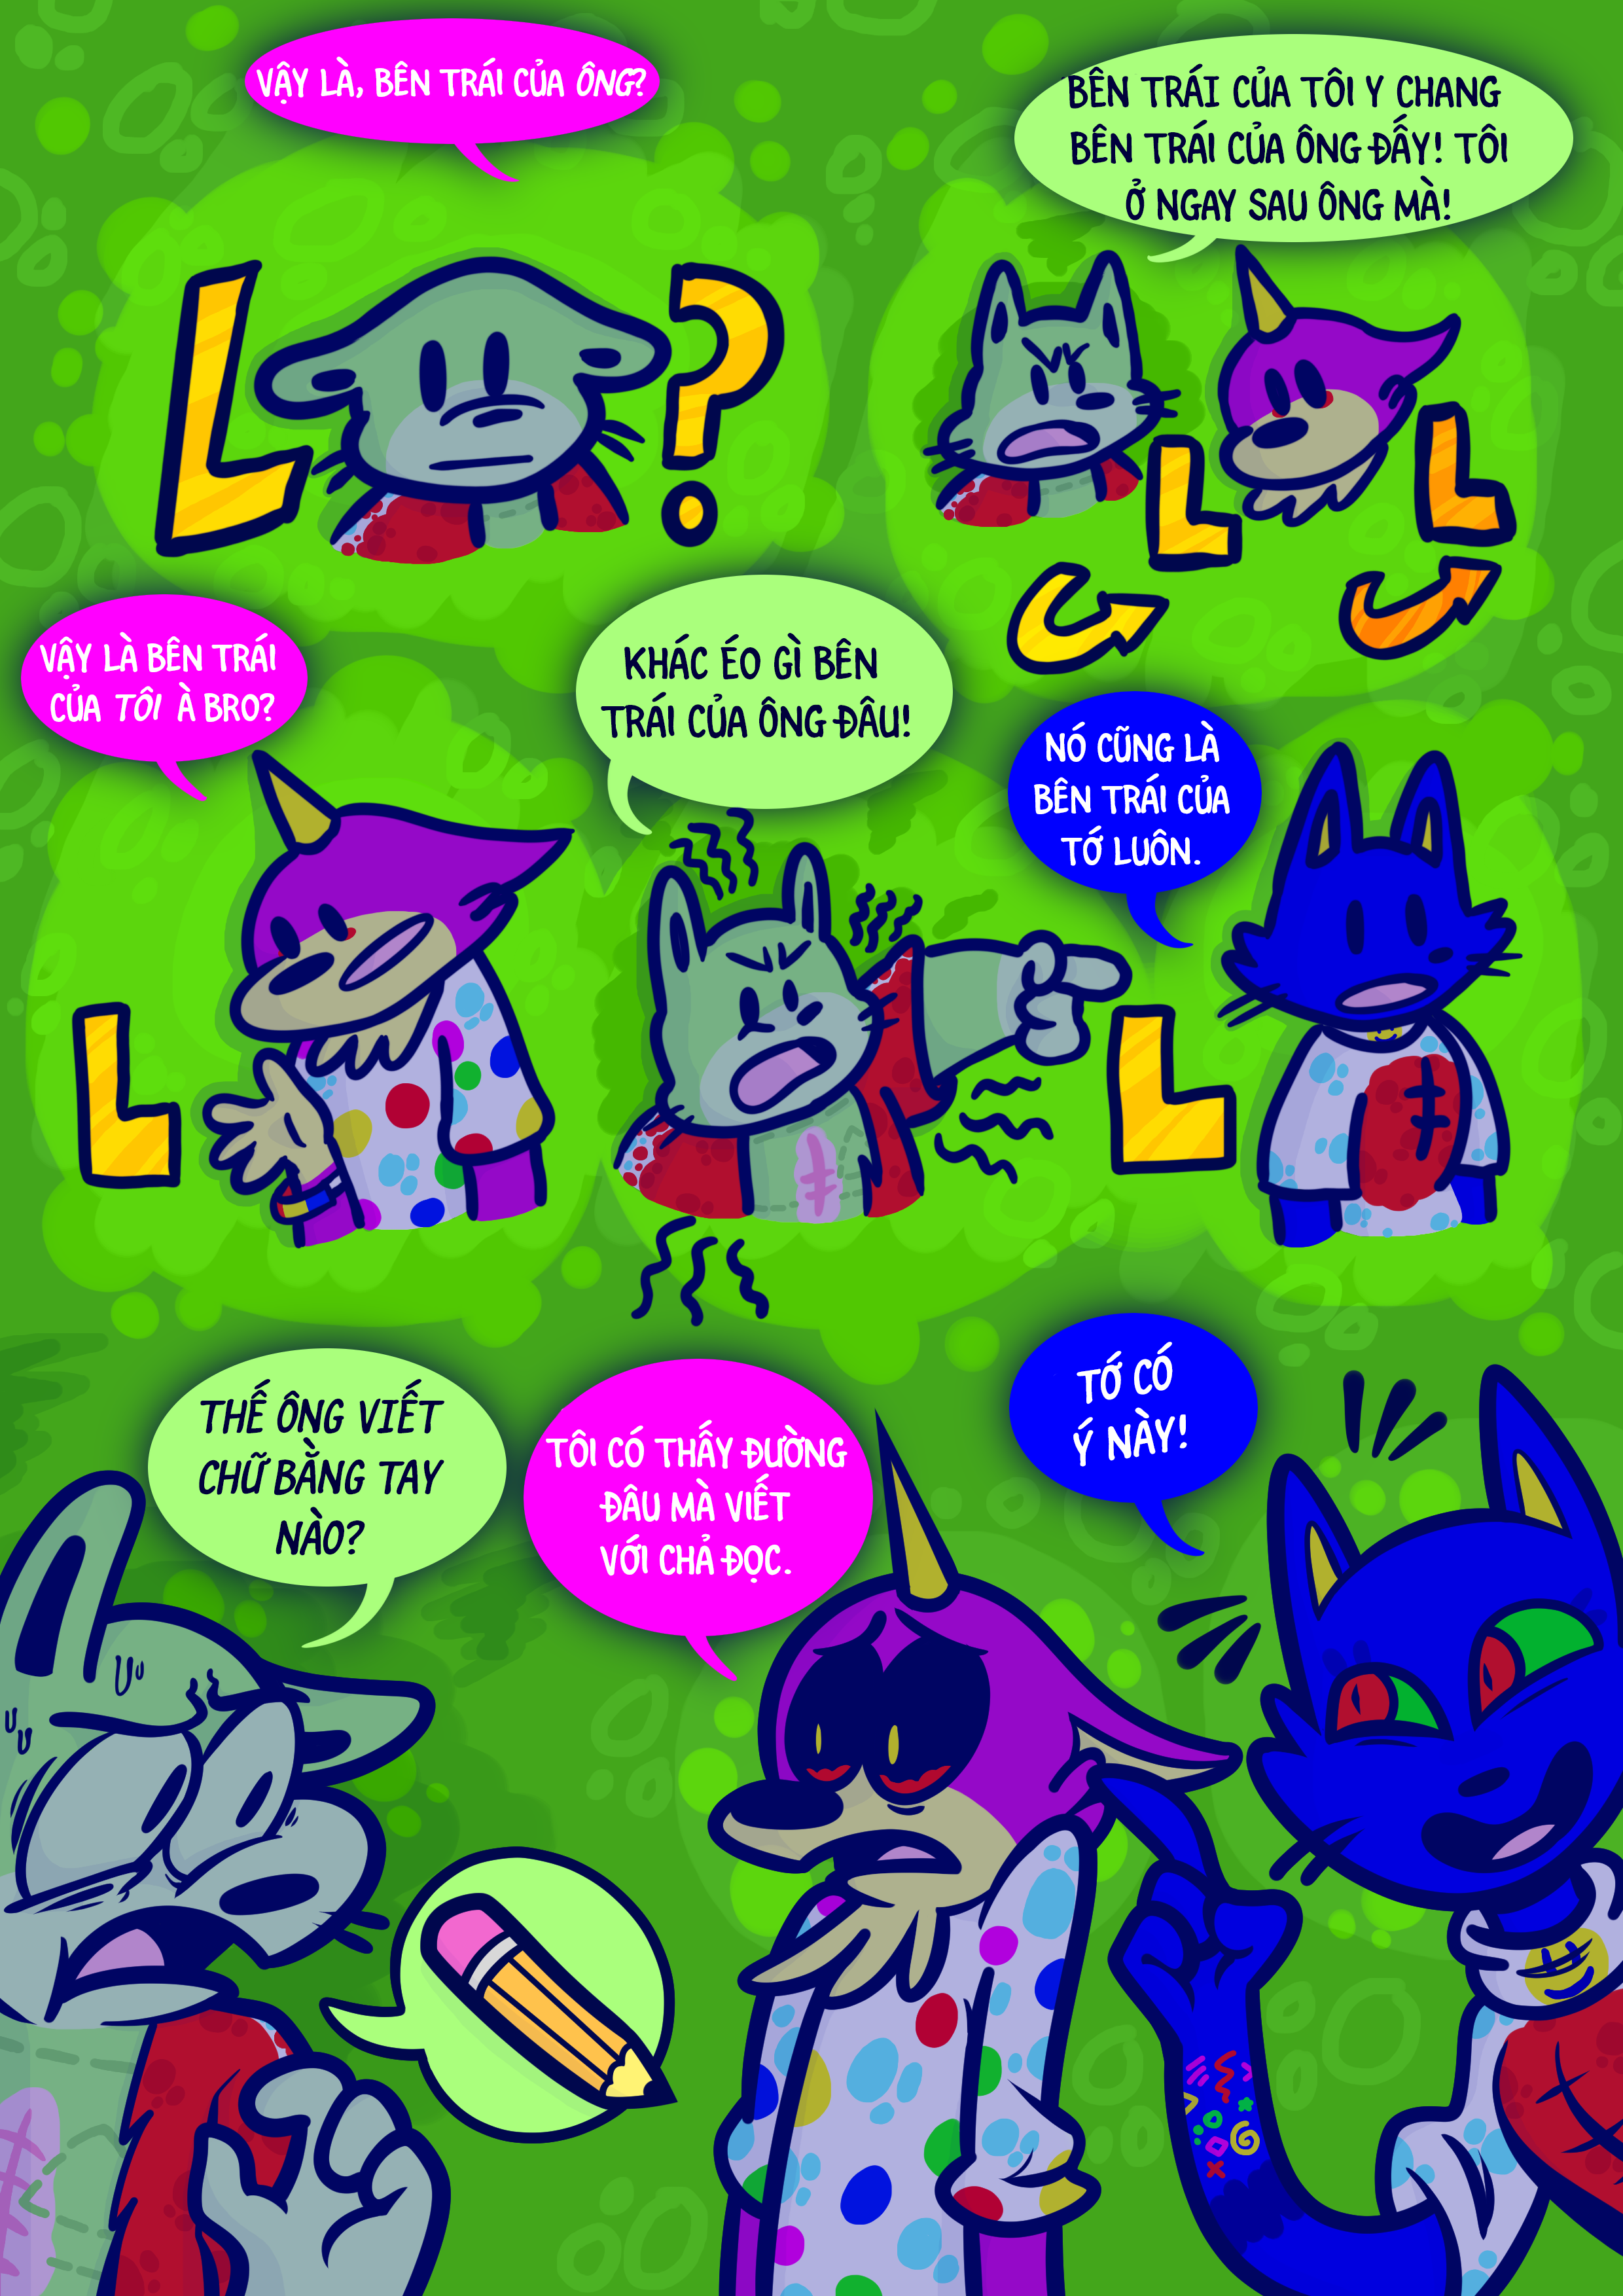 VẬY LÀ, BÊN TRÁI CỦA ÔNG?
BÊN TRÁI CỦA TÔI Y CHANG
BÊN TRÁI CỦA ÔNG ĐẤY! TÔI
Ở NGAY SAU ÔNG MÀ!
L
?
L
L
VẬY LÀ BÊN TRÁI
CỦA TÔI À BRO?
KHÁC ÉO GÌ BÊN
TRÁI CỦA ÔNG ĐÂU!
NÓ CŨNG LÀ
BÊN TRÁI CỦA
TỚ LUÔN.
L
L
THẾ ÔNG VIẾT
CHỮ BẰNG TAY
NÀO?
TÔI CÓ THẤY ĐƯỜNG
ĐÂU MÀ VIẾT
VỚI CHẢ ĐỌC.
TỚ CÓ
Ý NÀY!